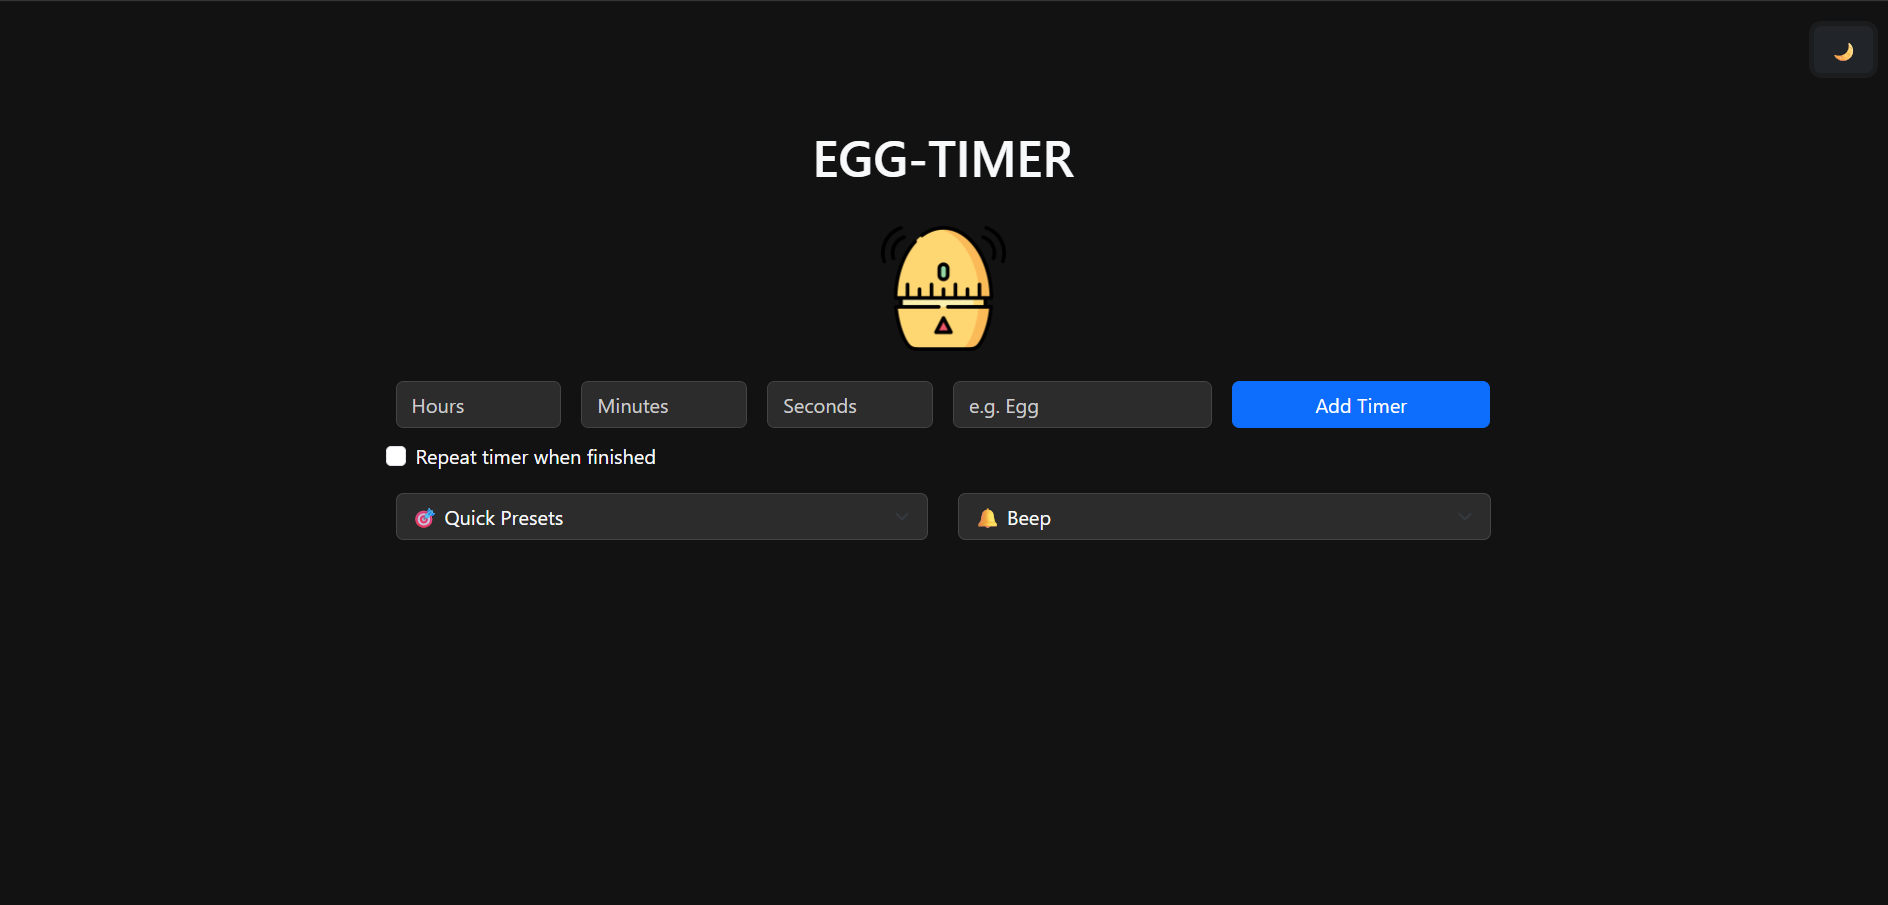 EGG-TIMER
0
Hours Minutes Seconds e.g. Egg Add Timer
Repeat timer when finished
Quick Presets Beep